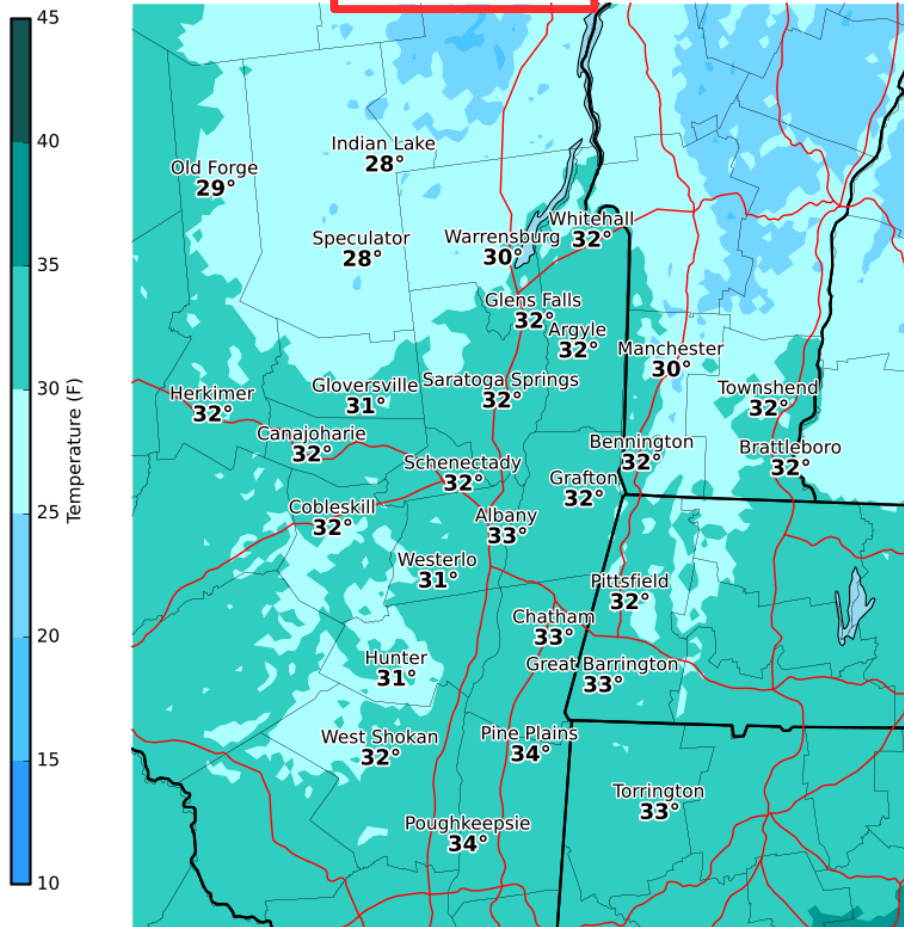 45
40
35
30
25
20
15
10
Temperature (F)
Indian Lake
28°
Old Forge
29°
Whitehall
32°
Speculator
28°
Warrensburg
30°
Glens Falls
32°
Argyle
32°
Manchester
30°
Saratoga Springs
32°
Gloversville
31°
Herkimer
32°
Townshend
32°
Canajoharie
32°
Bennington
32°
Brattleboro
32°
Schenectady
32°
Grafton
32°
Cobleskill
32°
Albany
33°
Westerlo
31°
Pittsfield
32°
Chatham
33°
Hunter
31°
Great Barrington
33°
West Shokan
32°
Pine Plains
34°
Torrington
33°
Poughkeepsie
34°